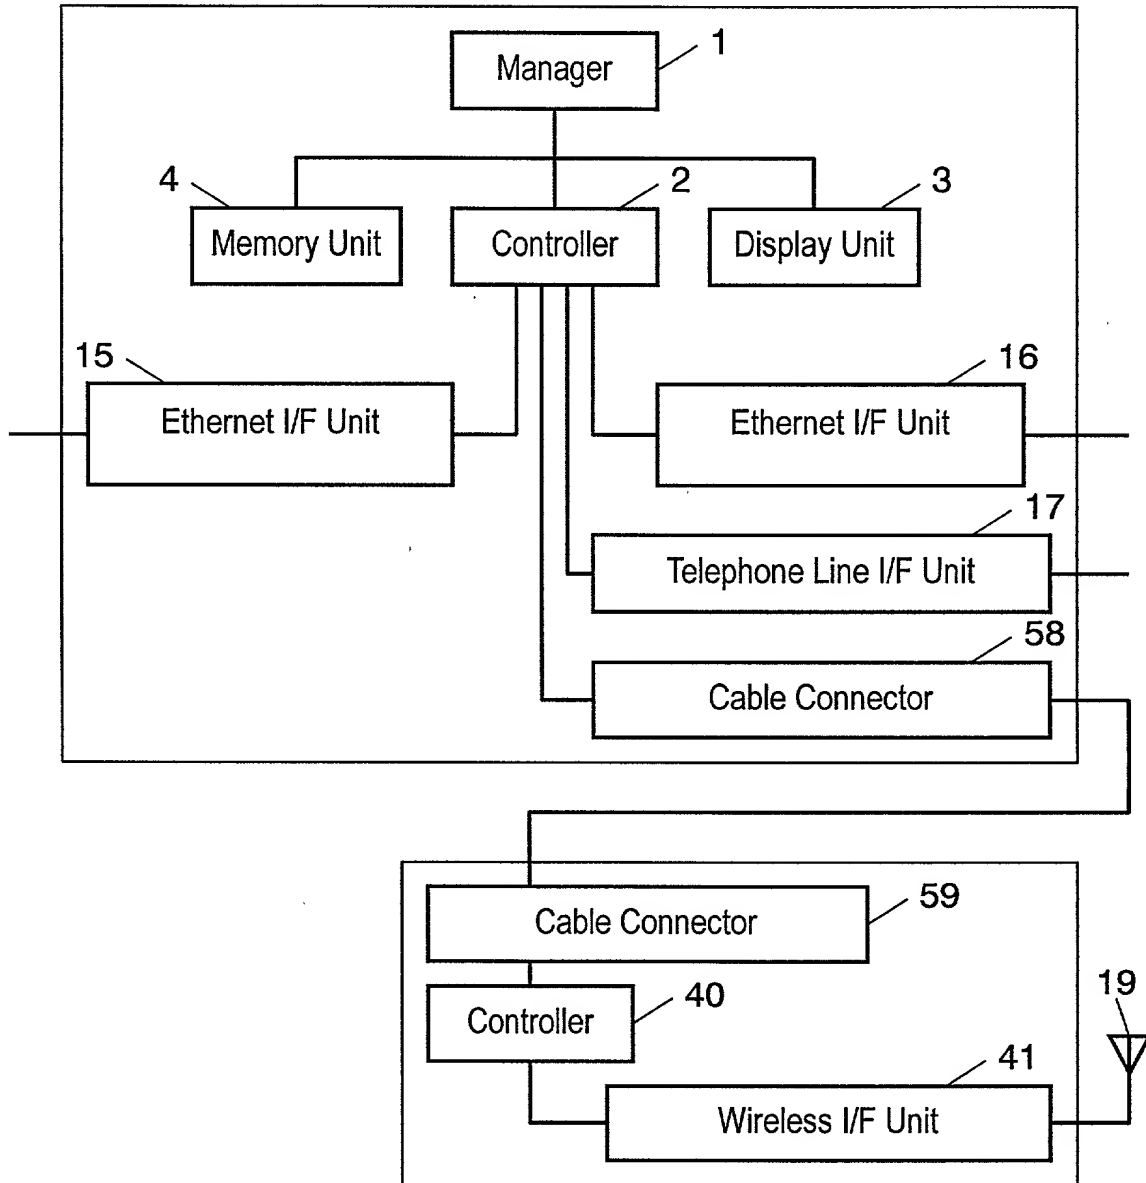 1
Manager
4
2
3
Memory Unit
Controller
Display Unit
15
16
Ethernet I/F Unit
Ethernet I/F Unit
17
Telephone Line I/F Unit
58
Cable Connector
59
Cable Connector
40
19
Controller
41
Wireless I/F Unit